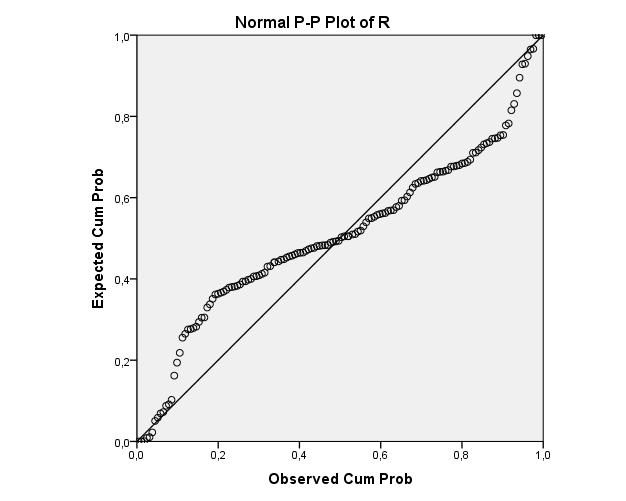 Normal P-P Plot of R
1,0
0,8
0,6
0,4
0,2
0,0
Expected Cum Prob
0,0 0,2 0,4 0,6 0,8 1,0
Observed Cum Prob